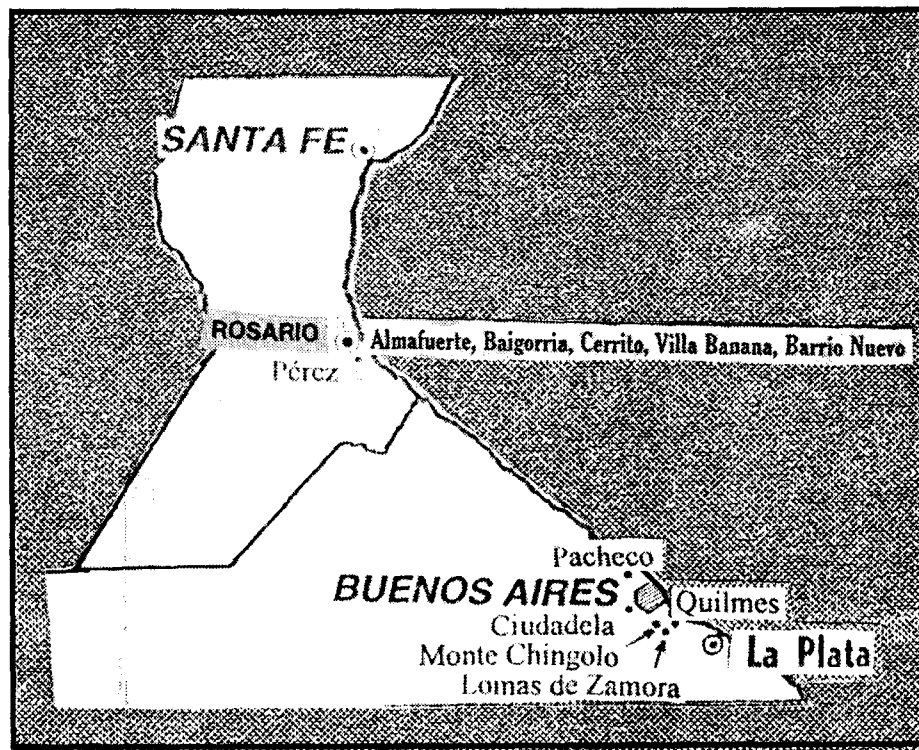 SANTA FE
ROSARIO
Almafuerte, Baigorria, Cerrito, Villa Banana, Barrio Nuevo
Pérez
Pacheco
BUENOS AIRES
Quilmes
Ciudadela
La Plata
Monte Chingolo
Lomas de Zamora